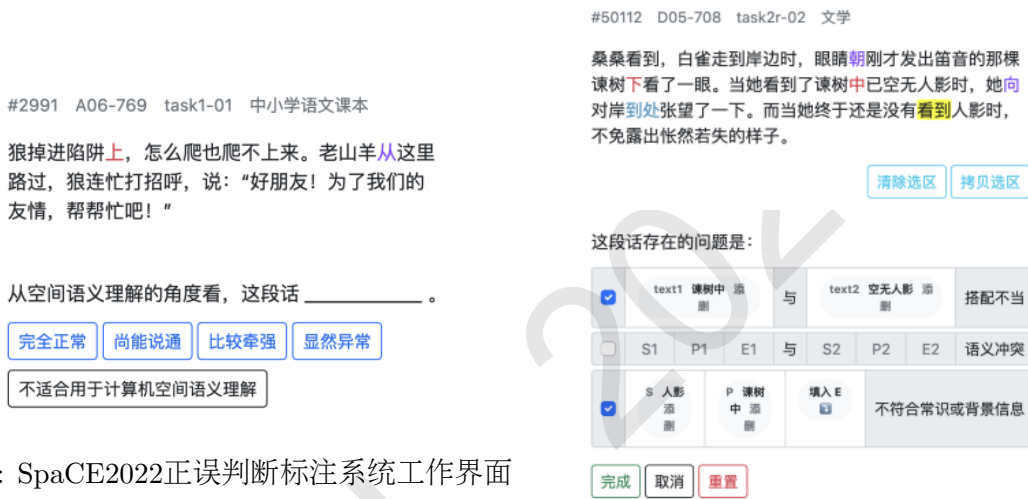 #2991 A06-769 task1-01 中小学语文课本
狼掉进陷阱上，怎么爬也爬不上来。老山羊从这里
路过，狼连忙打招呼，说：“好朋友！为了我们的
友情，帮帮忙吧！”
从空间语义理解的角度看，这段话 ____________ 。
完全正常 尚能说通 比较牵强 显然异常
不适合用于计算机空间语义理解
: SpaCE2022正误判断标注系统工作界面
#50112 D05-708 task2r-02 文学
桑桑看到，白雀走到岸边时，眼睛朝刚才发出笛音的那棵
谏树下看了一眼。当她看到了谏树中已空无人影时，她向
对岸到处张望了一下。而当她终于还是没有看到人影时，
不免露出怅然若失的样子。
清除选区 拷贝选区
这段话存在的问题是：
text1 谏树中 添
删
与
text2 空无人影 添
删
搭配不当
S1 P1 E1 与 S2 P2 E2 语义冲突
S 人影
添
删
P 谏树
中 添
删
填入 E
不符合常识或背景信息
完成 取消 重置
202